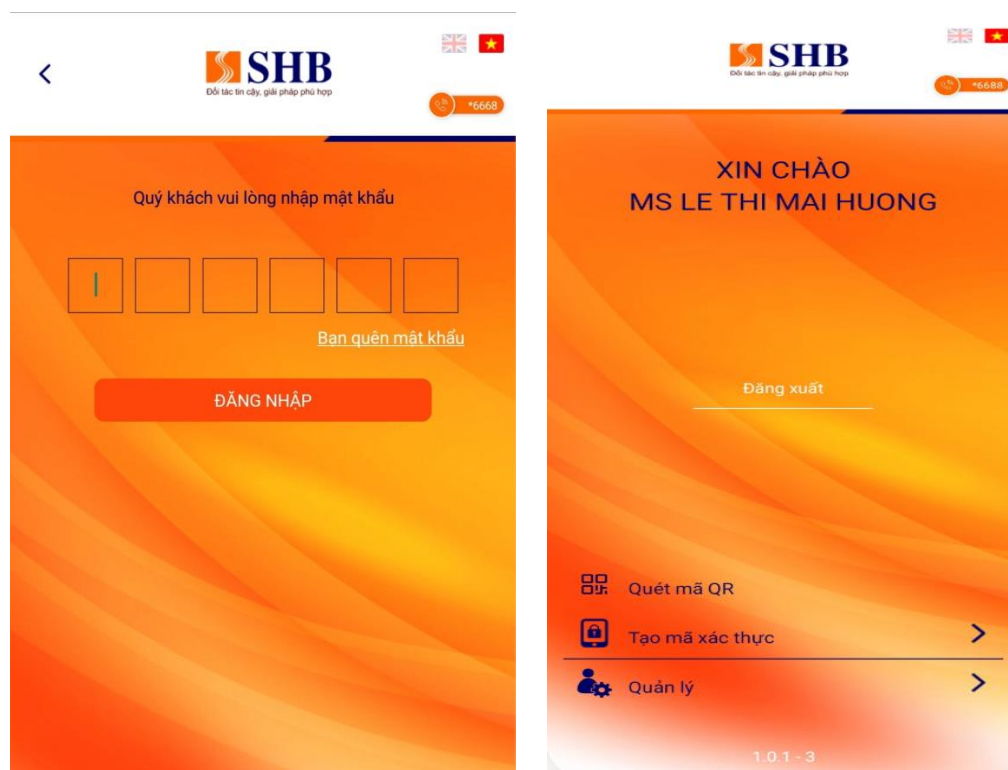 SHB
Đối tác tin cậy, giải pháp phù hợp
*6668
Quý khách vui lòng nhập mật khẩu
Bạn quên mật khẩu
ĐĂNG NHẬP
SHB
Đối tác tin cậy, giải pháp phù hợp
*6688
XIN CHÀO
MS LE THI MAI HUONG
Đăng xuất
Quét mã QR
Tạo mã xác thực
Quản lý
1.0.1 - 3